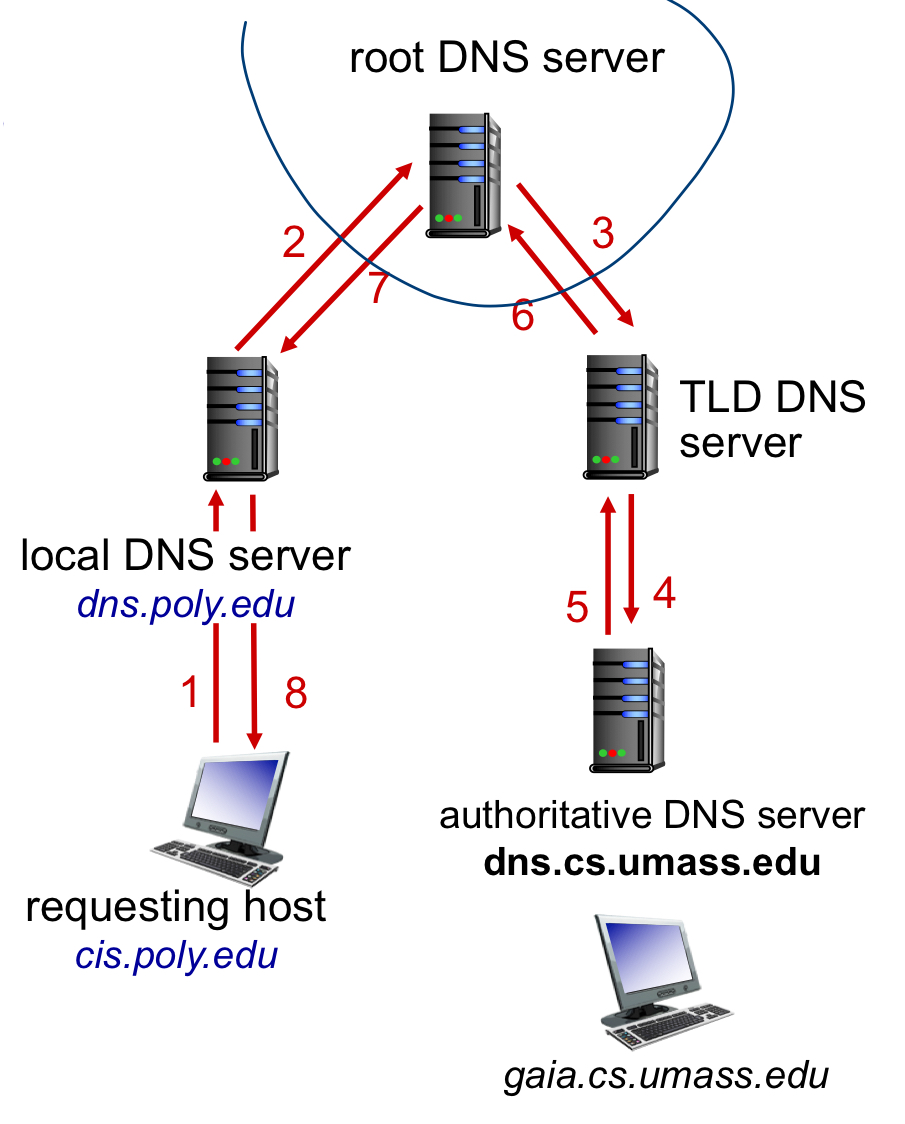 root DNS server
2
3
7
6
TLD DNS
server
local DNS server
dns.poly.edu
5
4
1
8
authoritative DNS server
dns.cs.umass.edu
requesting host
cis.poly.edu
gaia.cs.umass.edu